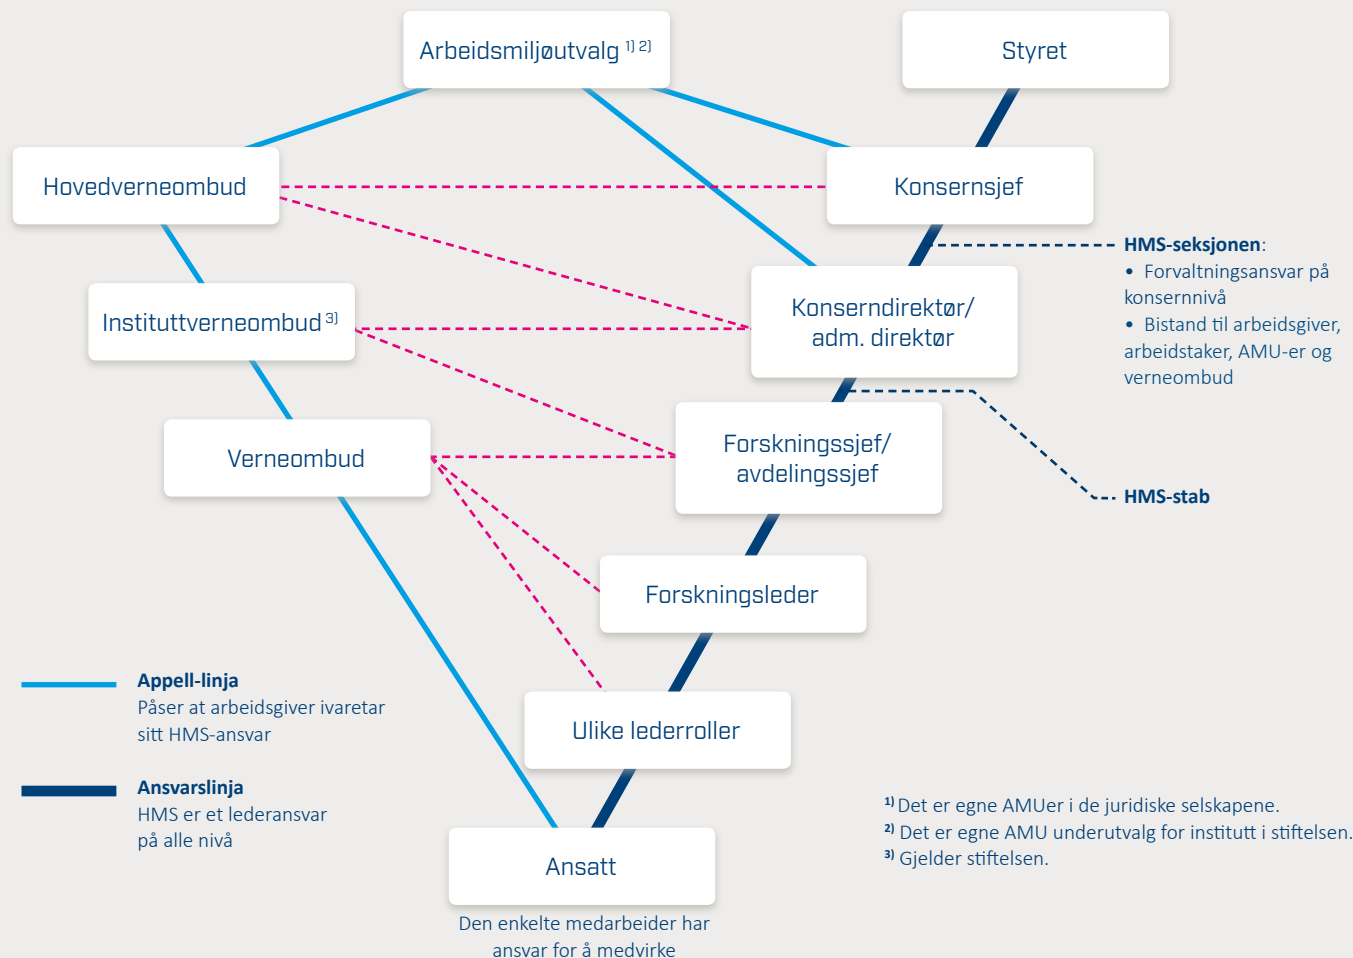 Arbeidsmiljøutvalg 1) 2)
Styret
Hovedverneombud
Konsernsjef
HMS-seksjonen:
• Forvaltningsansvar på
konsernnivå
• Bistand til arbeidsgiver,
arbeidstaker, AMU-er og
verneombud
Instituttverneombud 3)
Konserndirektør/
adm. direktør
Verneombud
Forskningssjef/
avdelingssjef
HMS-stab
Forskningsleder
Appell-linja
Påser at arbeidsgiver ivaretar
sitt HMS-ansvar
Ulike lederroller
Ansvarslinja
HMS er et lederansvar
på alle nivå
1) Det er egne AMUer i de juridiske selskapene.
2) Det er egne AMU underutvalg for institutt i stiftelsen.
3) Gjelder stiftelsen.
Ansatt
Den enkelte medarbeider har
ansvar for å medvirke